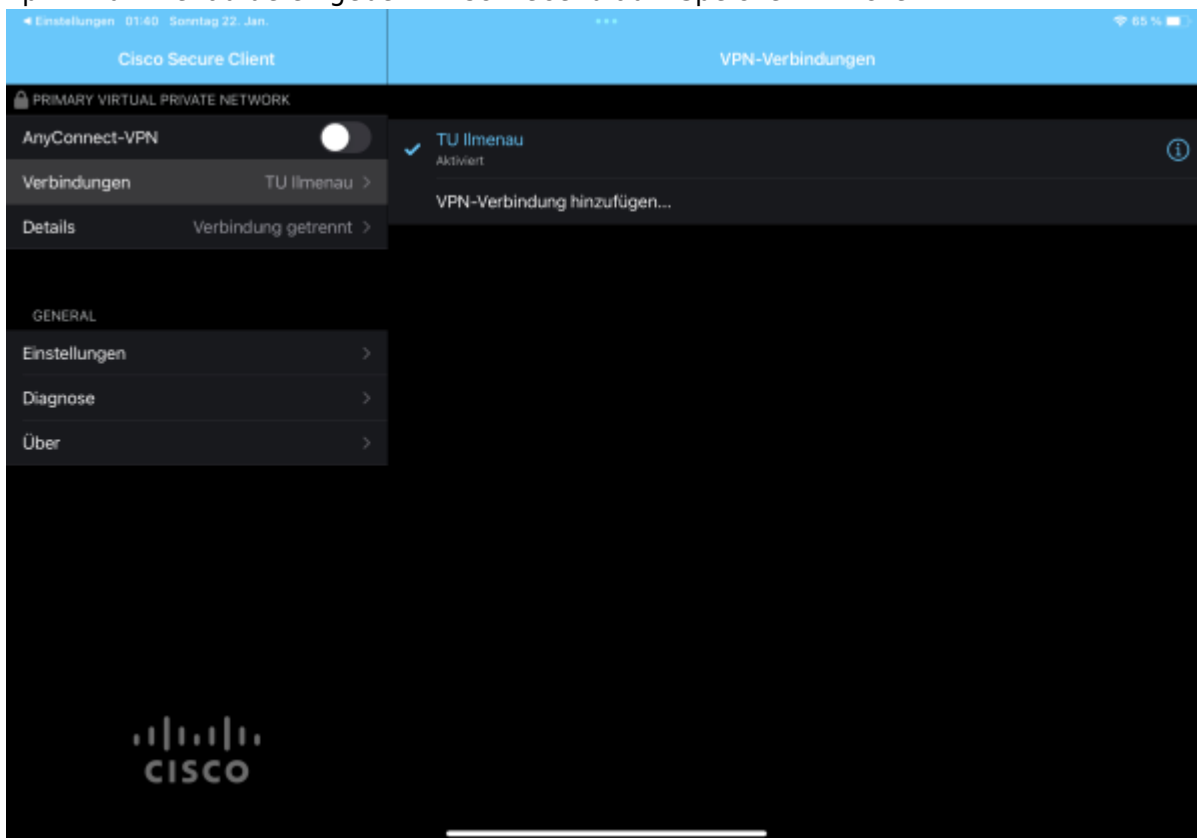 ◀ Einstellungen 01:40 Sonntag 22. Jan.
65 %
Cisco Secure Client
VPN-Verbindungen
PRIMARY VIRTUAL PRIVATE NETWORK
AnyConnect-VPN
Verbindungen TU Ilmenau >
Details Verbindung getrennt >
✓ TU Ilmenau
Aktiviert
VPN-Verbindung hinzufügen...
GENERAL
Einstellungen >
Diagnose >
Über >
CISCO